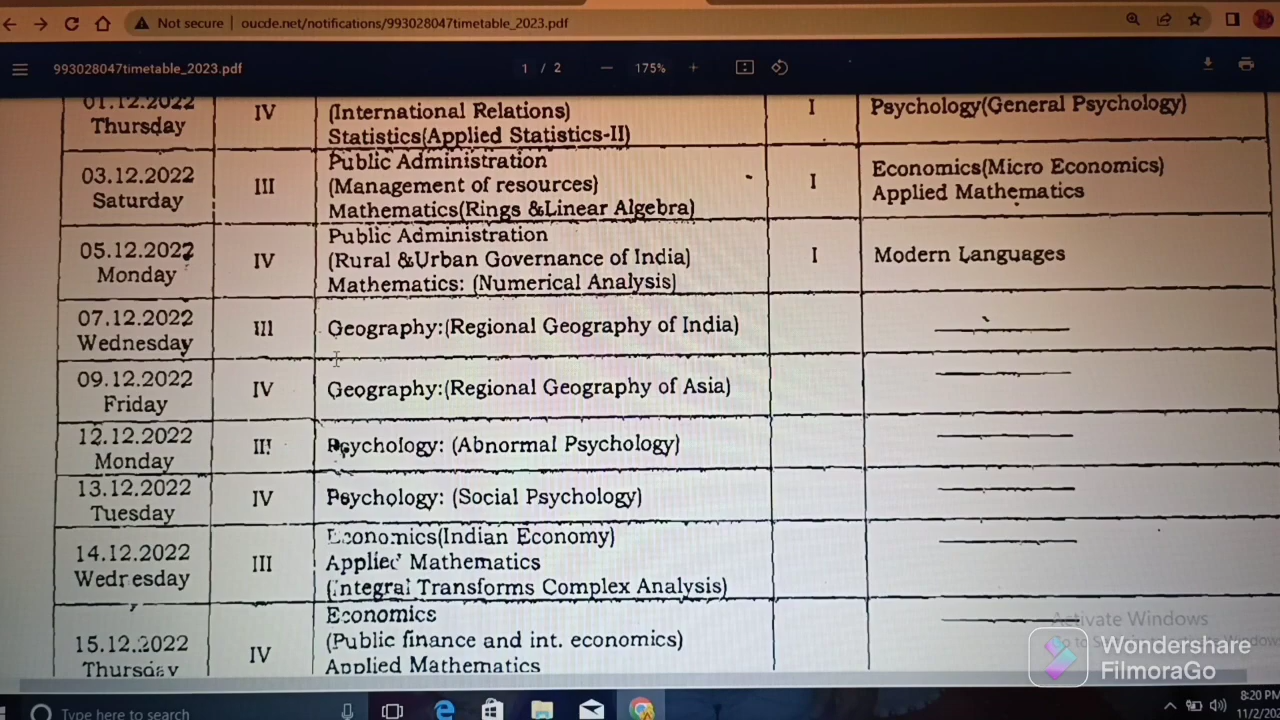 Not secure | oucde.net/notifications/993028047timetable_2023.pdf
993028047timetable_2023.pdf 1 / 2 — 175% +
01.12.2022
Thursday
IV
(International Relations)
Statistics(Applied Statistics-II)
I
Psychology(General Psychology)
03.12.2022
Saturday
III
Public Administration
(Management of resources)
Mathematics(Rings &Linear Algebra)
I
Economics(Micro Economics)
Applied Mathematics
05.12.2022
Monday
IV
Public Administration
(Rural &Urban Governance of India)
Mathematics: (Numerical Analysis)
I
Modern Languages
07.12.2022
Wednesday
III
Geography:(Regional Geography of India)
09.12.2022
Friday
IV
Geography:(Regional Geography of Asia)
12.12.2022
Monday
III
Psychology: (Abnormal Psychology)
13.12.2022
Tuesday
IV
Psychology: (Social Psychology)
14.12.2022
Wednesday
III
Economics(Indian Economy)
Applied Mathematics
(Integral Transforms Complex Analysis)
15.12.2022
Thursday
IV
Economics
(Public finance and int. economics)
Applied Mathematics
Activate Windows
Wondershare
FilmoraGo
Type here to search
8:20 PM
11/2/202